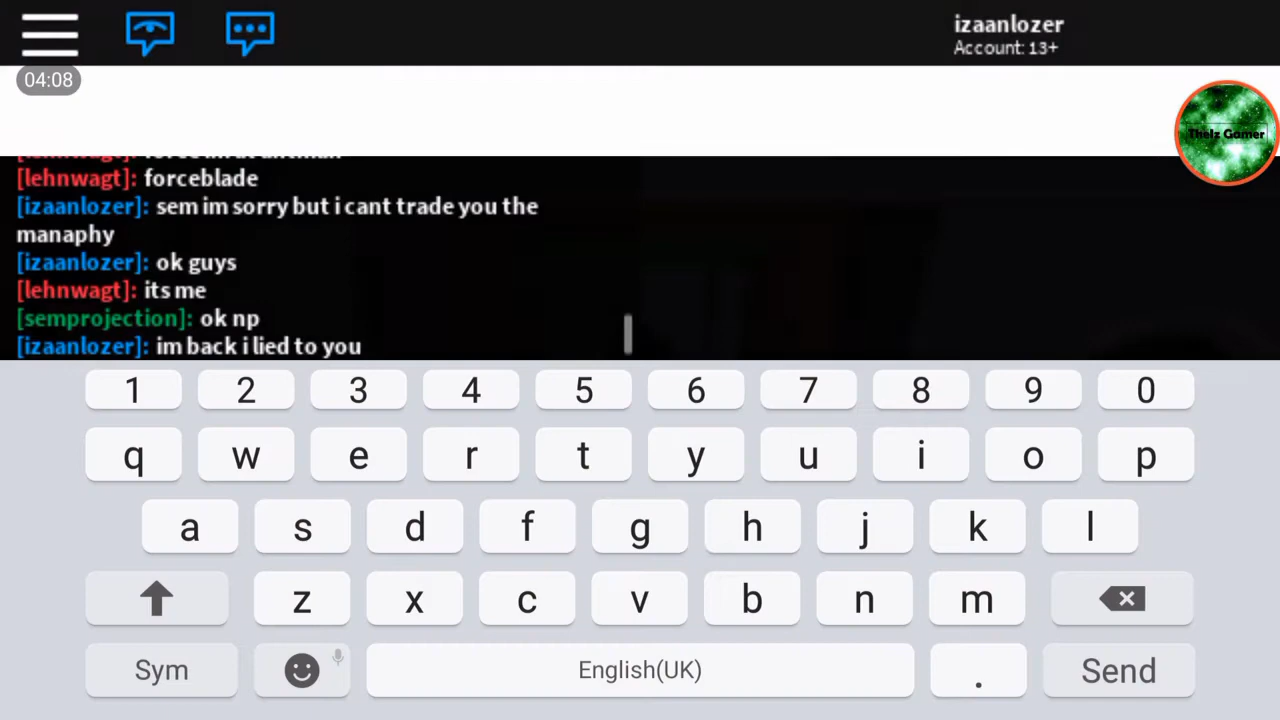 izaanlozer
Account: 13+
04:08
TheIz Gamer
[lehnwagt]: forceblade
[izaanlozer]: sem im sorry but i cant trade you the
manaphy
[izaanlozer]: ok guys
[lehnwagt]: its me
[semprojection]: ok np
[izaanlozer]: im back i lied to you
1 2 3 4 5 6 7 8 9 0
q w e r t y u i o p
a s d f g h j k l
z x c v b n m
Sym English(UK) . Send